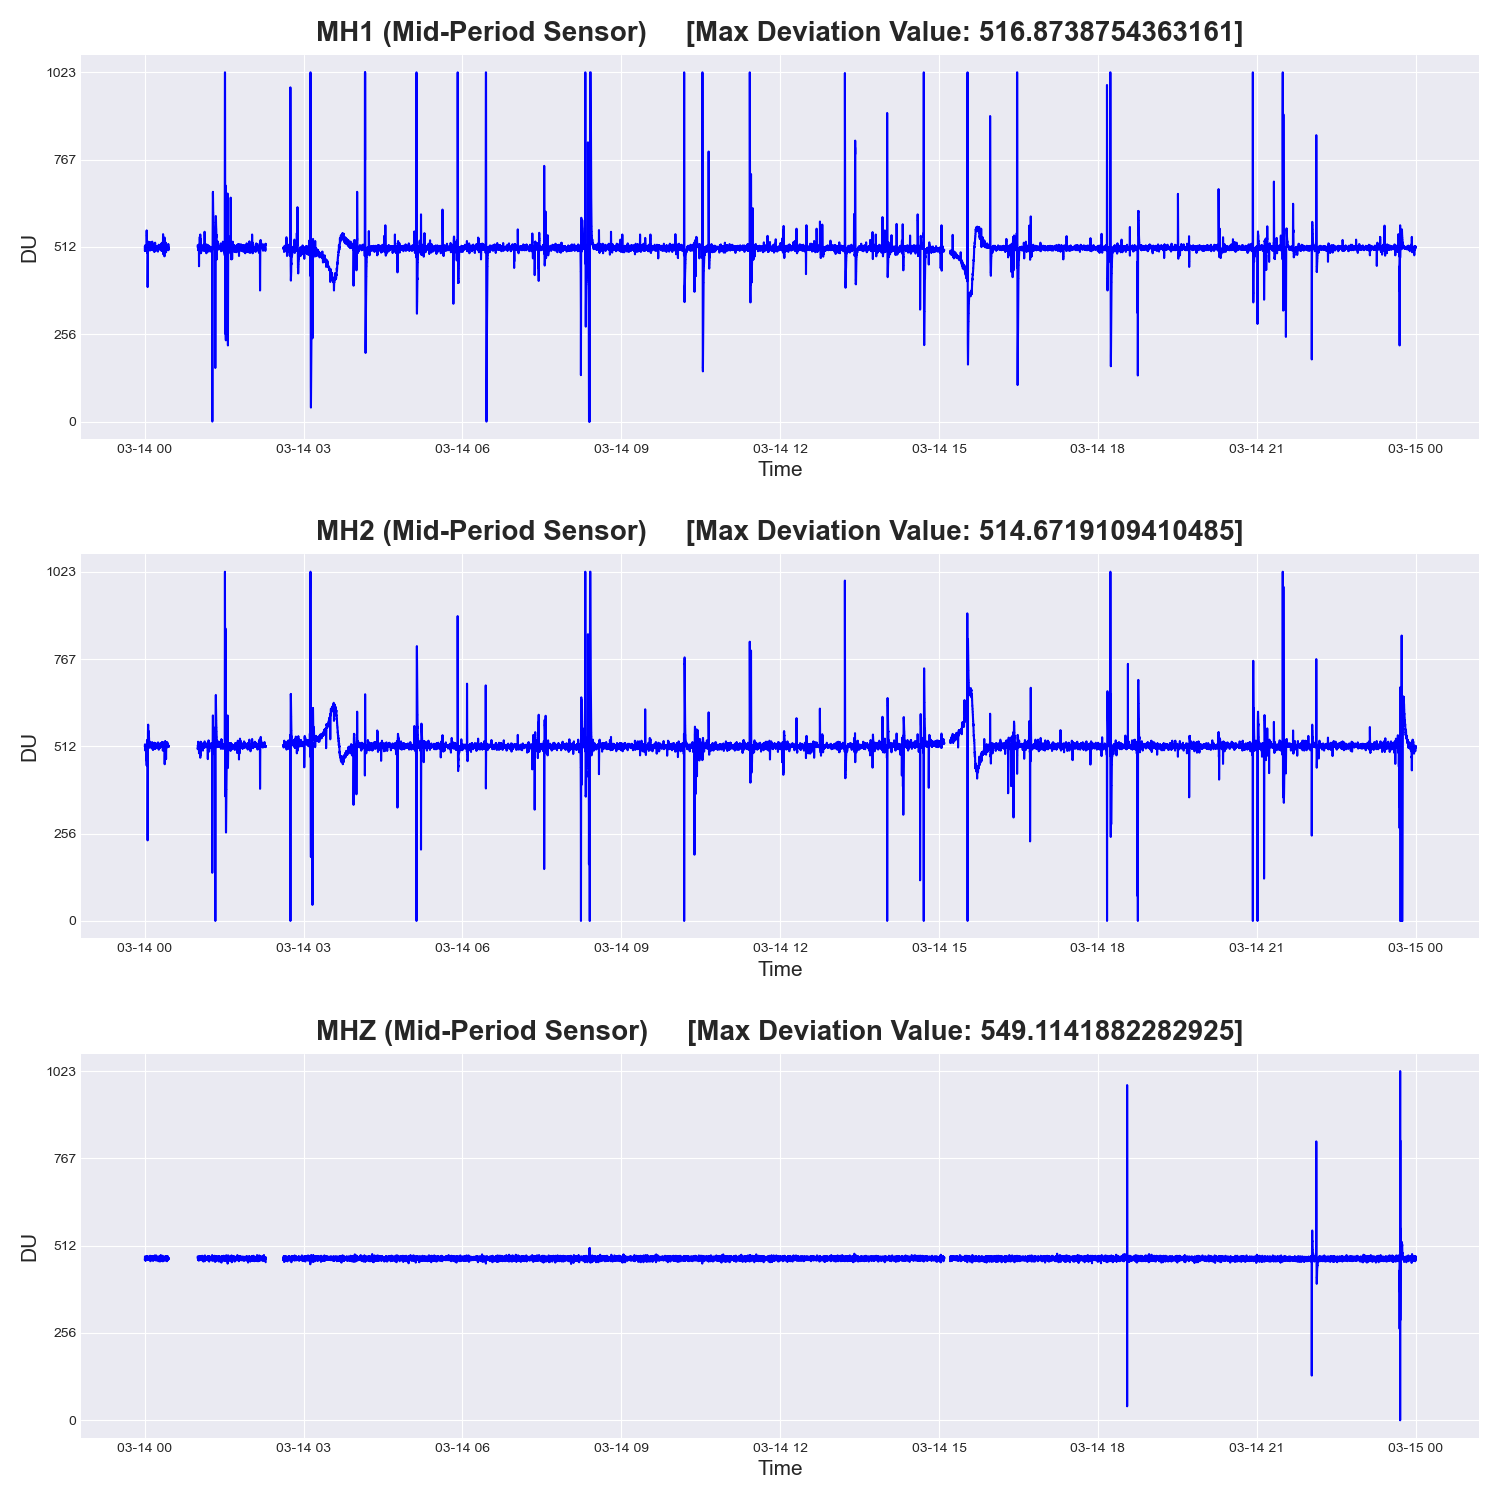 MH1 (Mid-Period Sensor) [Max Deviation Value: 516.8738754363161]
1023
767
512
256
0
DU
03-14 00 03-14 03 03-14 06 03-14 09 03-14 12 03-14 15 03-14 18 03-14 21 03-15 00
Time
MH2 (Mid-Period Sensor) [Max Deviation Value: 514.6719109410485]
1023
767
512
256
0
DU
03-14 00 03-14 03 03-14 06 03-14 09 03-14 12 03-14 15 03-14 18 03-14 21 03-15 00
Time
MHZ (Mid-Period Sensor) [Max Deviation Value: 549.1141882282925]
1023
767
512
256
0
DU
03-14 00 03-14 03 03-14 06 03-14 09 03-14 12 03-14 15 03-14 18 03-14 21 03-15 00
Time